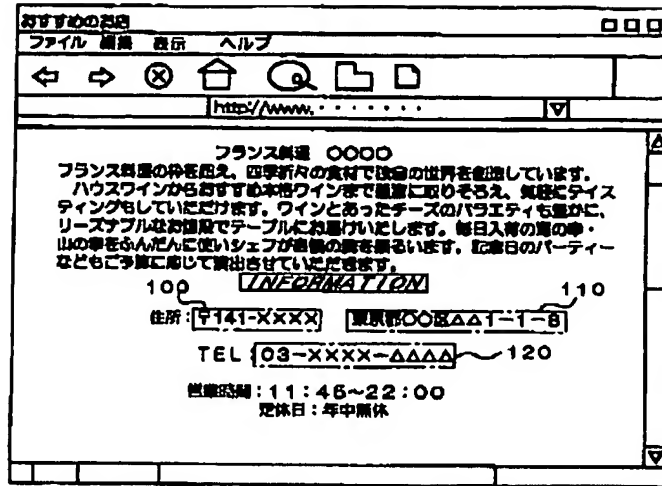 おすすめのお店
ファイル 編集 表示 ヘルプ
http://www. . . . . . .
フランス料理 〇〇〇〇
フランス料理の枠を超え、四季折々の食材で独自の世界を創造しています。
ハウスワインからおすすめ本格ワインまで豊富に取りそろえ、気軽にテイス
ティングもしていただけます。ワインとあったチーズのバラエティも豊かに、
リーズナブルなお値段でテーブルにお届けいたします。毎日入荷の海の幸・
山の幸をふんだんに使いシェフが自慢の腕を振るいます。記念日のパーティー
などもご予算に応じて演出させていただきます。
INFORMATION
100 110
住所:〒141-XXXX 東京都〇〇区△△1-1-8
TEL:03-XXXX-△△△△ 120
営業時間:11:45~22:00
定休日:年中無休